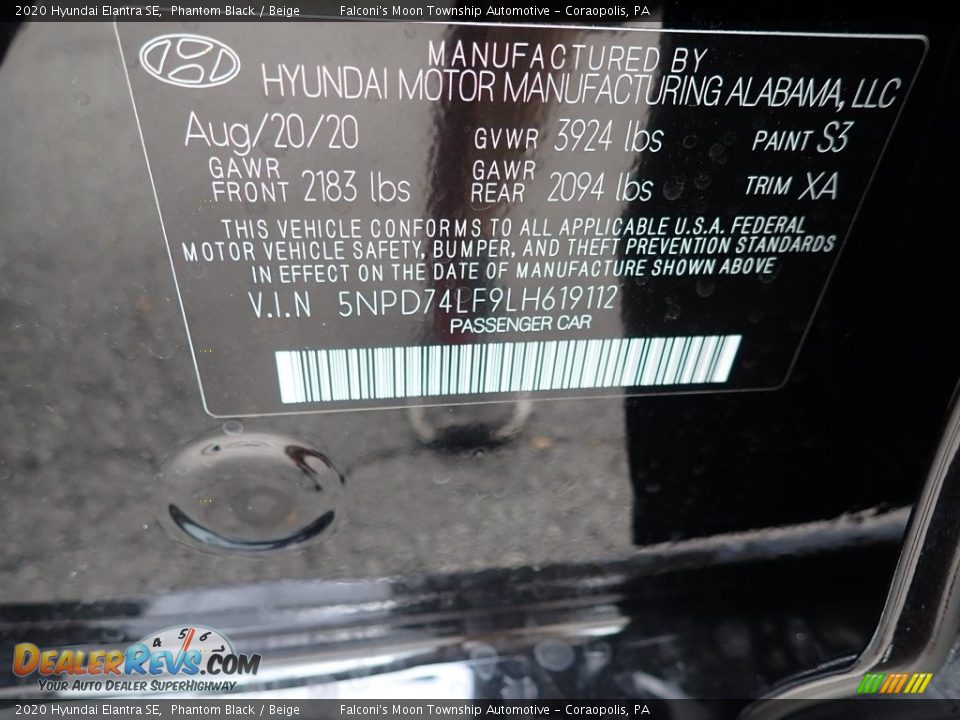 2020 Hyundai Elantra SE, Phantom Black / Beige Falconi's Moon Township Automotive - Coraopolis, PA
MANUFACTURED BY
HYUNDAI MOTOR MANUFACTURING ALABAMA, LLC
Aug/20/20 GVWR 3924 lbs PAINT S3
GAWR FRONT 2183 lbs GAWR REAR 2094 lbs TRIM XA
THIS VEHICLE CONFORMS TO ALL APPLICABLE U.S.A. FEDERAL
MOTOR VEHICLE SAFETY, BUMPER, AND THEFT PREVENTION STANDARDS
IN EFFECT ON THE DATE OF MANUFACTURE SHOWN ABOVE
V.I.N 5NPD74LF9LH619112
PASSENGER CAR
4 5 6
DEALERREVS.COM
YOUR AUTO DEALER SUPERHIGHWAY
2020 Hyundai Elantra SE, Phantom Black / Beige Falconi's Moon Township Automotive - Coraopolis, PA